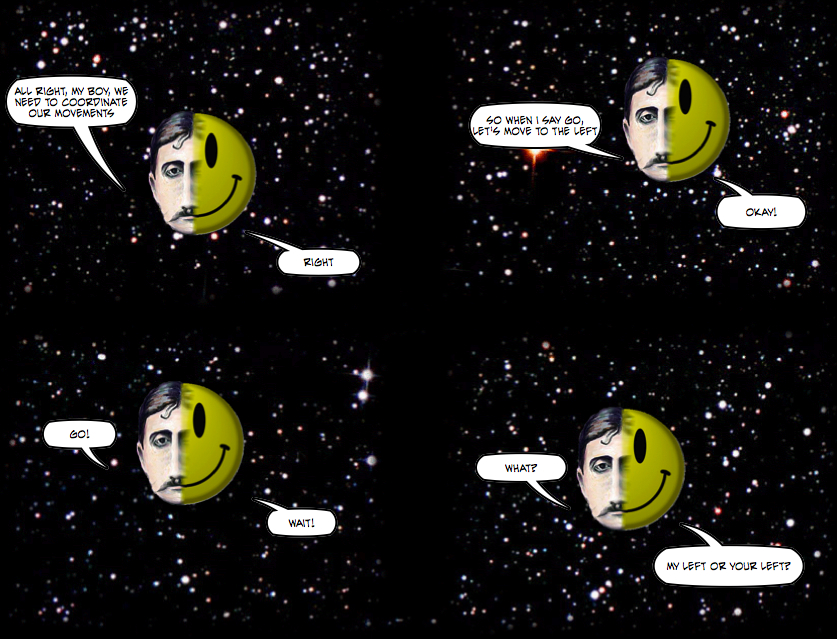 ALL RIGHT, MY BOY, WE
NEED TO COORDINATE
OUR MOVEMENTS
RIGHT
SO WHEN I SAY GO,
LET'S MOVE TO THE LEFT
OKAY!
GO!
WAIT!
WHAT?
MY LEFT OR YOUR LEFT?